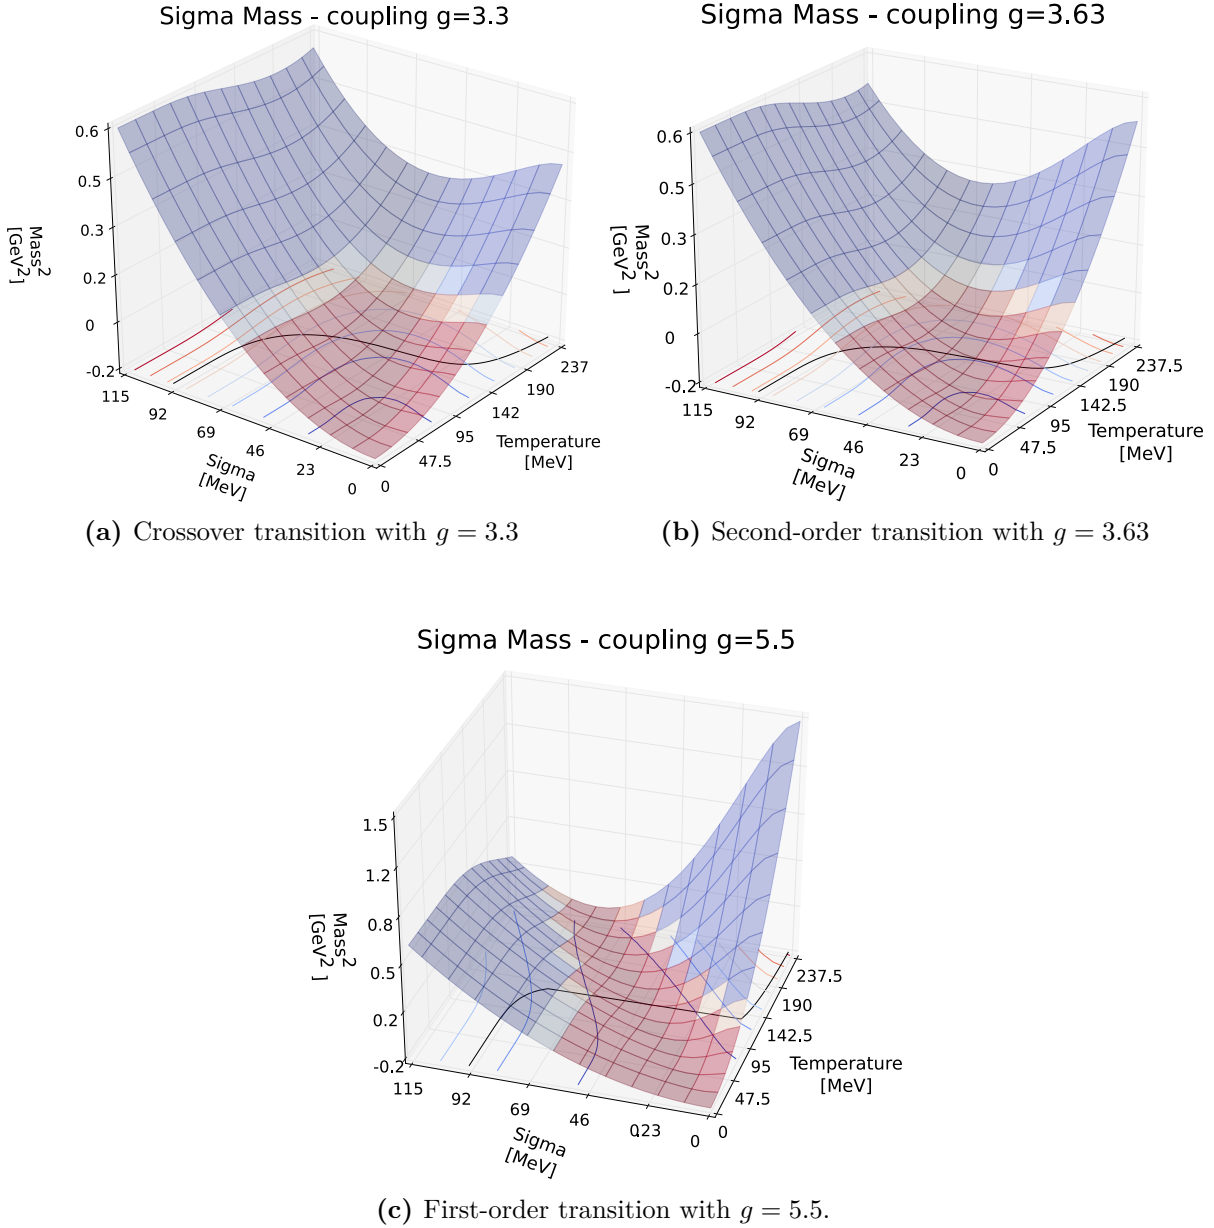 Sigma Mass - coupling g=3.3
0.6
0.5
0.3
0.2
0
-0.2
Mass²
[GeV²]
115
92
69
46
23
0
Sigma
[MeV]
0
47.5
95
142
190
237
Temperature
[MeV]
(a) Crossover transition with g = 3.3
Sigma Mass - coupling g=3.63
0.6
0.5
0.3
0.2
0
-0.2
Mass²
[GeV² ]
115
92
69
46
23
0
Sigma
[MeV]
0
47.5
95
142.5
190
237.5
Temperature
[MeV]
(b) Second-order transition with g = 3.63
Sigma Mass - coupling g=5.5
1.5
1.2
0.8
0.5
0.2
-0.2
Mass²
[GeV² ]
115
92
69
46
0.23
0
Sigma
[MeV]
0
47.5
95
142.5
190
237.5
Temperature
[MeV]
(c) First-order transition with g = 5.5.